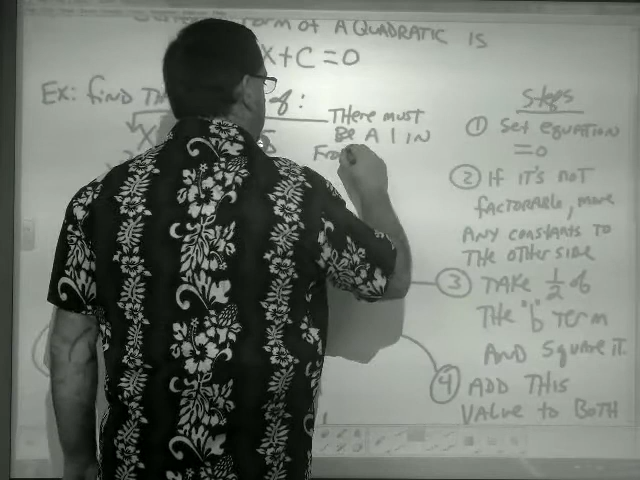 Form of A QUADRATIC IS
X + C = 0
Ex: find
of:
THere must
Be A 1 IN
X
Steps
① Set equation
= 0
② If it's not
factorable, move
Any constants to
the other side
③ Take 1/2 of
The "b" Term
And square it.
④ ADD THIS
Value to Both